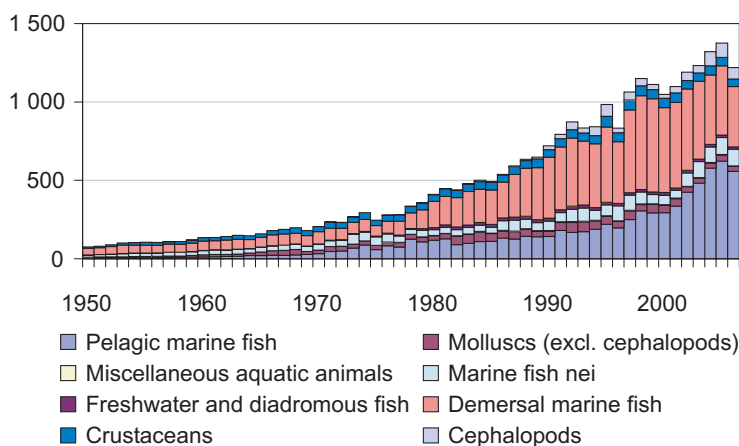 1 500
1 000
500
0
1950 1960 1970 1980 1990 2000
Pelagic marine fish Molluscs (excl. cephalopods)
Miscellaneous aquatic animals Marine fish nei
Freshwater and diadromous fish Demersal marine fish
Crustaceans Cephalopods